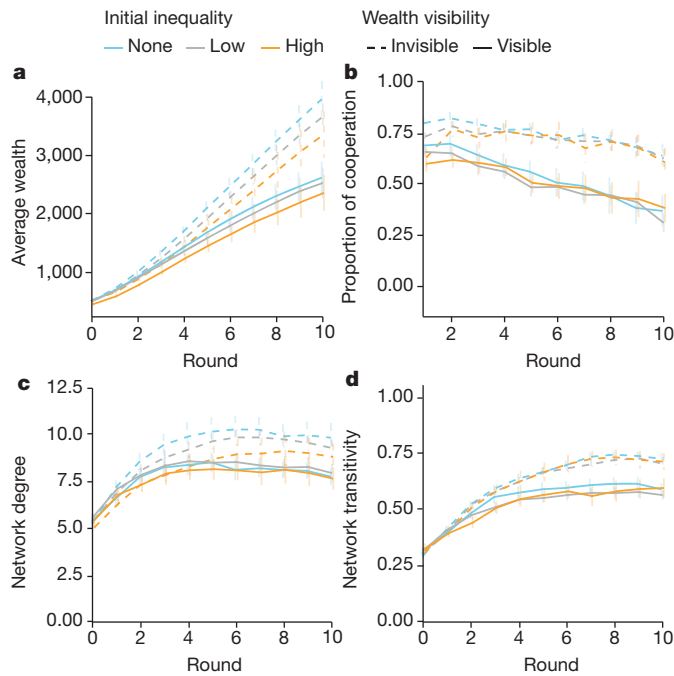 Initial inequality Wealth visibility
None Low High Invisible Visible
a
4,000
3,000
2,000
1,000
0 2 4 6 8 10
Average wealth
Round
b
1.00
0.75
0.50
0.25
0.00
2 4 6 8 10
Proportion of cooperation
Round
c
12.5
10.0
7.5
5.0
2.5
0.00
0 2 4 6 8 10
Network degree
Round
d
1.00
0.75
0.50
0.25
0.00
0 2 4 6 8 10
Network transitivity
Round